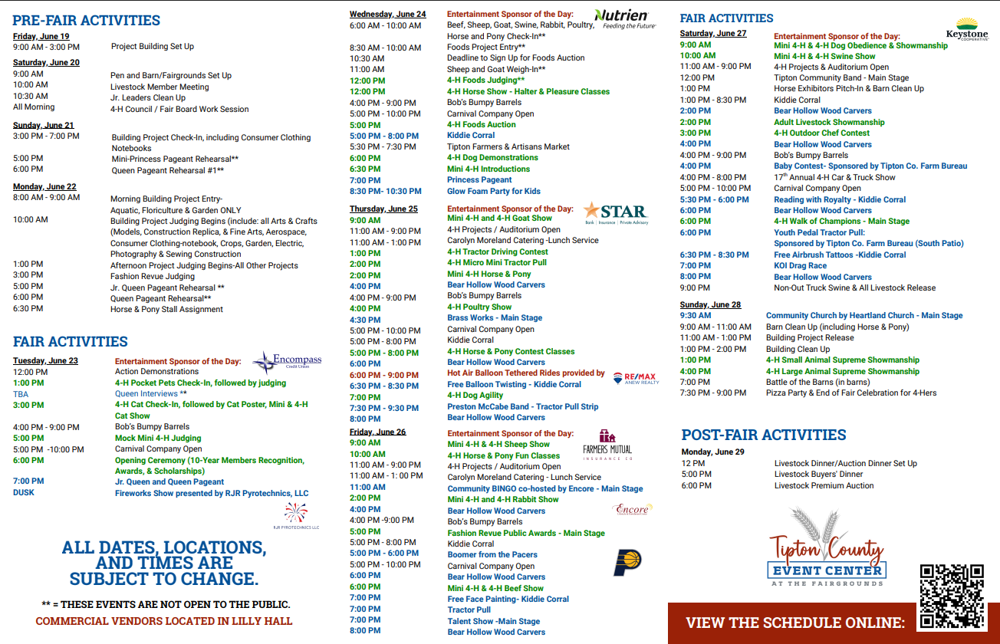 PRE-FAIR ACTIVITIES
Friday, June 19
9:00 AM - 3:00 PM Project Building Set Up
Saturday, June 20
9:00 AM Pen and Barn/Fairgrounds Set Up
10:00 AM Livestock Member Meeting
10:30 AM Jr. Leaders Clean Up
All Morning 4-H Council / Fair Board Work Session
Sunday, June 21
3:00 PM - 7:00 PM Building Project Check-In, including Consumer Clothing
Notebooks
5:00 PM Mini-Princess Pageant Rehearsal**
6:00 PM Queen Pageant Rehearsal #1**
Monday, June 22
8:00 AM - 9:00 AM Morning Building Project Entry-
Aquatic, Floriculture & Garden ONLY
10:00 AM Building Project Judging Begins (include: all Arts & Crafts
(Models, Construction Replica, & Fine Arts, Aerospace,
Consumer Clothing-notebook, Crops, Garden, Electric,
Photography & Sewing Construction
1:00 PM Afternoon Project Judging Begins-All Other Projects
3:00 PM Fashion Revue Judging
5:00 PM Jr. Queen Pageant Rehearsal **
6:00 PM Queen Pageant Rehearsal**
6:30 PM Horse & Pony Stall Assignment
FAIR ACTIVITIES
Tuesday, June 23 Entertainment Sponsor of the Day: Encompass
Credit Union
12:00 PM Action Demonstrations
1:00 PM 4-H Pocket Pets Check-In, followed by judging
TBA Queen Interviews **
3:00 PM 4-H Cat Check-In, followed by Cat Poster, Mini & 4-H
Cat Show
4:00 PM - 9:00 PM Bob's Bumpy Barrels
5:00 PM Mock Mini 4-H Judging
5:00 PM -10:00 PM Carnival Company Open
6:00 PM Opening Ceremony (10-Year Members Recognition,
Awards, & Scholarships)
7:00 PM Jr. Queen and Queen Pageant
DUSK Fireworks Show presented by RJR Pyrotechnics, LLC
RJR PYROTECHNICS LLC
ALL DATES, LOCATIONS,
AND TIMES ARE
SUBJECT TO CHANGE.
** = THESE EVENTS ARE NOT OPEN TO THE PUBLIC.
COMMERCIAL VENDORS LOCATED IN LILLY HALL
Wednesday, June 24 Entertainment Sponsor of the Day: Nutrien
Feeding the Future
6:00 AM - 10:00 AM Beef, Sheep, Goat, Swine, Rabbit, Poultry,
Horse and Pony Check-In**
8:30 AM - 10:00 AM Foods Project Entry**
10:30 AM Deadline to Sign Up for Foods Auction
11:00 AM Sheep and Goat Weigh-In**
12:00 PM 4-H Foods Judging**
12:00 PM 4-H Horse Show - Halter & Pleasure Classes
4:00 PM - 9:00 PM Bob's Bumpy Barrels
5:00 PM - 10:00 PM Carnival Company Open
5:00 PM 4-H Foods Auction
5:00 PM - 8:00 PM Kiddie Corral
5:30 PM - 7:30 PM Tipton Farmers & Artisans Market
6:00 PM 4-H Dog Demonstrations
6:30 PM Mini 4-H Introductions
7:00 PM Princess Pageant
8:30 PM- 10:30 PM Glow Foam Party for Kids
Thursday, June 25 Entertainment Sponsor of the Day: STAR
Bank | Insurance | Private Advisory
9:00 AM Mini 4-H and 4-H Goat Show
11:00 AM - 9:00 PM 4-H Projects / Auditorium Open
11:00 AM - 1:00 PM Carolyn Moreland Catering -Lunch Service
1:00 PM 4-H Tractor Driving Contest
2:00 PM 4-H Micro Mini Tractor Pull
2:00 PM Mini 4-H Horse & Pony
4:00 PM Bear Hollow Wood Carvers
4:00 PM - 9:00 PM Bob's Bumpy Barrels
4:00 PM 4-H Poultry Show
4:30 PM Brass Works - Main Stage
5:00 PM - 10:00 PM Carnival Company Open
5:00 PM - 8:00 PM Kiddie Corral
5:00 PM - 8:00 PM 4-H Horse & Pony Contest Classes
6:00 PM Bear Hollow Wood Carvers
6:00 PM - 9:00 PM Hot Air Balloon Tethered Rides provided by RE/MAX
ANEW REALTY
6:30 PM - 8:30 PM Free Balloon Twisting - Kiddie Corral
7:00 PM 4-H Dog Agility
7:30 PM - 9:30 PM Preston McCabe Band - Tractor Pull Strip
8:00 PM Bear Hollow Wood Carvers
Friday, June 26 Entertainment Sponsor of the Day: FARMERS MUTUAL
INSURANCE CO
9:00 AM Mini 4-H & 4-H Sheep Show
10:00 AM 4-H Horse & Pony Fun Classes
11:00 AM - 9:00 PM 4-H Projects / Auditorium Open
11:00 AM - 1: 00 PM Carolyn Moreland Catering - Lunch Service
11:00 AM Community BINGO co-hosted by Encore - Main Stage
2:00 PM Mini 4-H and 4-H Rabbit Show
4:00 PM Bear Hollow Wood Carvers
Encore
4:00 PM -9:00 PM Bob's Bumpy Barrels
5:00 PM Fashion Revue Public Awards - Main Stage
5:00 PM - 8:00 PM Kiddie Corral
5:00 PM - 6:00 PM Boomer from the Pacers
5:00 PM - 10:00 PM Carnival Company Open
6:00 PM Bear Hollow Wood Carvers
6:00 PM Mini 4-H & 4-H Beef Show
7:00 PM Free Face Painting- Kiddie Corral
7:00 PM Tractor Pull
7:00 PM Talent Show -Main Stage
8:00 PM Bear Hollow Wood Carvers
FAIR ACTIVITIES
Saturday, June 27 Entertainment Sponsor of the Day: Keystone
COOPERATIVE
9:00 AM Mini 4-H & 4-H Dog Obedience & Showmanship
10:00 AM Mini 4-H & 4-H Swine Show
11:00 AM - 9:00 PM 4-H Projects & Auditorium Open
12:00 PM Tipton Community Band - Main Stage
1:00 PM Horse Exhibitors Pitch-In & Barn Clean Up
1:00 PM - 8:30 PM Kiddie Corral
2:00 PM Bear Hollow Wood Carvers
2:00 PM Adult Livestock Showmanship
3:00 PM 4-H Outdoor Chef Contest
4:00 PM Bear Hollow Wood Carvers
4:00 PM - 9:00 PM Bob's Bumpy Barrels
4:00 PM Baby Contest- Sponsored by Tipton Co. Farm Bureau
4:00 PM - 8:00 PM 17th Annual 4-H Car & Truck Show
5:00 PM - 10:00 PM Carnival Company Open
5:30 PM - 6:00 PM Reading with Royalty - Kiddie Corral
6:00 PM Bear Hollow Wood Carvers
6:00 PM 4-H Walk of Champions - Main Stage
6:00 PM Youth Pedal Tractor Pull:
Sponsored by Tipton Co. Farm Bureau (South Patio)
6:30 PM - 8:30 PM Free Airbrush Tattoos -Kiddie Corral
7:00 PM KOI Drag Race
8:00 PM Bear Hollow Wood Carvers
9:00 PM Non-Out Truck Swine & All Livestock Release
Sunday, June 28
9:30 AM Community Church by Heartland Church - Main Stage
9:00 AM - 11:00 AM Barn Clean Up (including Horse & Pony)
11:00 AM - 1:00 PM Building Project Release
1:00 PM - 2:00 PM Building Clean Up
1:00 PM 4-H Small Animal Supreme Showmanship
4:00 PM 4-H Large Animal Supreme Showmanship
7:00 PM Battle of the Barns (in barns)
7:30 PM - 9:00 PM Pizza Party & End of Fair Celebration for 4-Hers
POST-FAIR ACTIVITIES
Monday, June 29
12 PM Livestock Dinner/Auction Dinner Set Up
5:00 PM Livestock Buyers' Dinner
6:00 PM Livestock Premium Auction
Tipton County
EVENT CENTER
AT THE FAIRGROUNDS
VIEW THE SCHEDULE ONLINE: